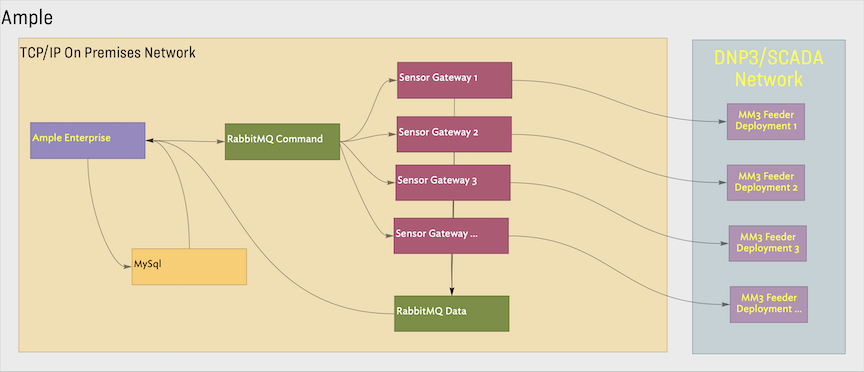 Ample
TCP/IP On Premises Network
DNP3/SCADA
Network
Sensor Gateway 1
MM3 Feeder
Deployment 1
Ample Enterprise
RabbitMQ Command
Sensor Gateway 2
Sensor Gateway 3
MM3 Feeder
Deployment 2
Sensor Gateway ...
MM3 Feeder
Deployment 3
MySql
RabbitMQ Data
MM3 Feeder
Deployment ...